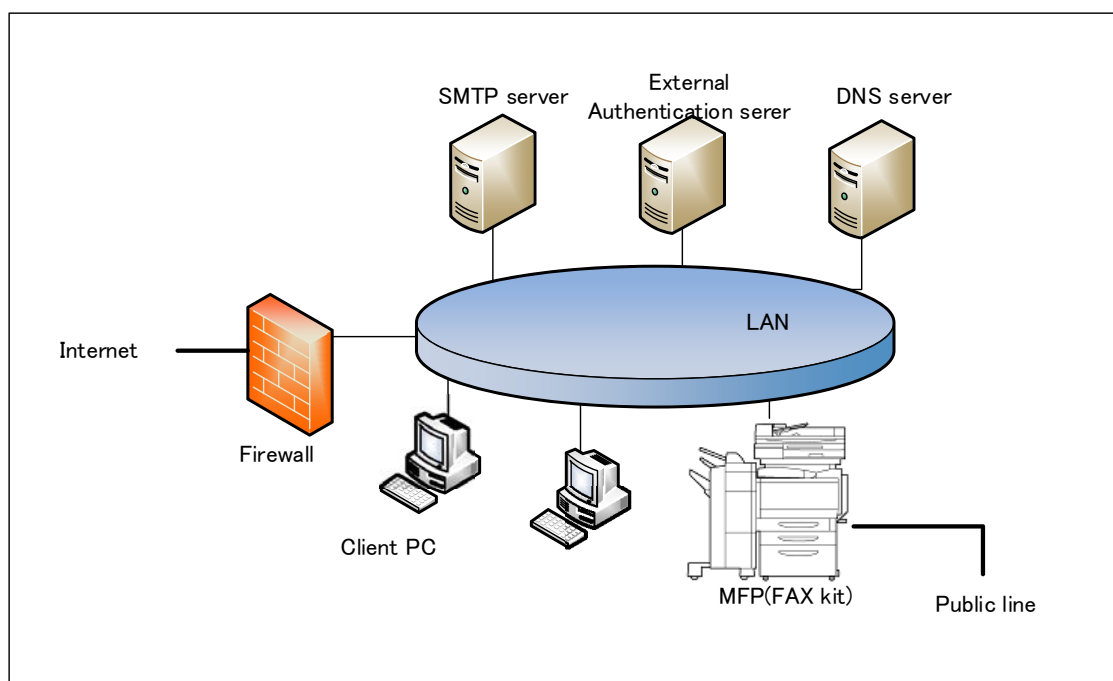 SMTP server
External
Authentication serer
DNS server
LAN
Internet
Firewall
Client PC
MFP(FAX kit)
Public line